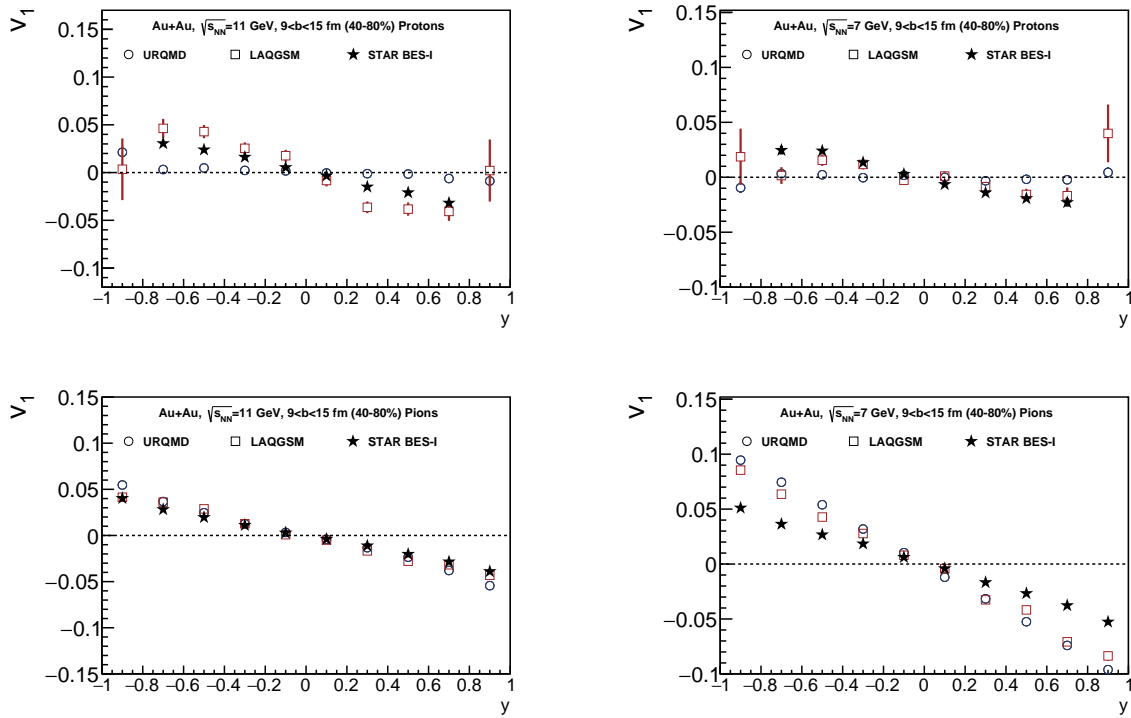 V1
Au+Au, √sNN=11 GeV, 9<b<15 fm (40-80%) Protons
URQMD LAQGSM STAR BES-I
0.15
0.1
0.05
0
−0.05
−0.1
−1 −0.8 −0.6 −0.4 −0.2 0 0.2 0.4 0.6 0.8 1
y
V1
Au+Au, √sNN=7 GeV, 9<b<15 fm (40-80%) Protons
URQMD LAQGSM STAR BES-I
0.15
0.1
0.05
0
−0.05
−0.1
−1 −0.8 −0.6 −0.4 −0.2 0 0.2 0.4 0.6 0.8 1
y
V1
Au+Au, √sNN=11 GeV, 9<b<15 fm (40-80%) Pions
URQMD LAQGSM STAR BES-I
0.15
0.1
0.05
0
−0.05
−0.1
−0.15
−1 −0.8 −0.6 −0.4 −0.2 0 0.2 0.4 0.6 0.8 1
y
V1
Au+Au, √sNN=7 GeV, 9<b<15 fm (40-80%) Pions
URQMD LAQGSM STAR BES-I
0.15
0.1
0.05
0
−0.05
−0.1
−1 −0.8 −0.6 −0.4 −0.2 0 0.2 0.4 0.6 0.8 1
y